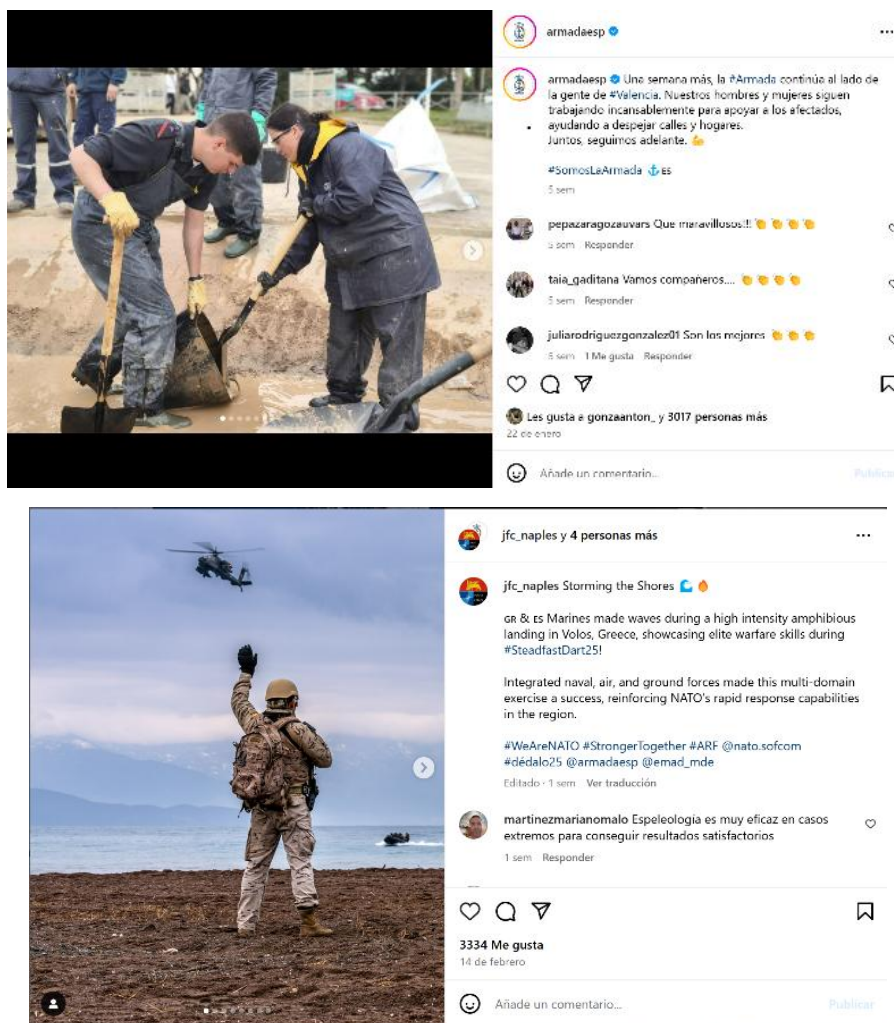 armadaesp
armadaesp Una semana más, la #Armada continúa al lado de
la gente de #Valencia. Nuestros hombres y mujeres siguen
trabajando incansablemente para apoyar a los afectados,
ayudando a despejar calles y hogares.
Juntos, seguimos adelante. 💪
#SomosLaArmada ⚓ ES
5 sem
pepazaragozauvars Que maravillosos!!! 👏 👏 👏 👏
5 sem Responder
taia_gaditana Vamos compañeros.... 👏 👏 👏 👏
5 sem Responder
juliarodriguezgonzalez01 Son los mejores 👏 👏 👏
5 sem 1 Me gusta Responder
Les gusta a gonzaanton_ y 3017 personas más
22 de enero
Añade un comentario...
Publicar
jfc_naples y 4 personas más
jfc_naples Storming the Shores 🌊 🔥
GR & ES Marines made waves during a high intensity amphibious
landing in Volos, Greece, showcasing elite warfare skills during
#SteadfastDart25!
Integrated naval, air, and ground forces made this multi-domain
exercise a success, reinforcing NATO's rapid response capabilities
in the region.
#WeAreNATO #StrongerTogether #ARF @nato.sofcom
#dédalo25 @armadaesp @emad_mde
Editado · 1 sem Ver traducción
martinezmarianomalo Espeleología es muy eficaz en casos
extremos para conseguir resultados satisfactorios
1 sem Responder
3334 Me gusta
14 de febrero
Añade un comentario...
Publicar